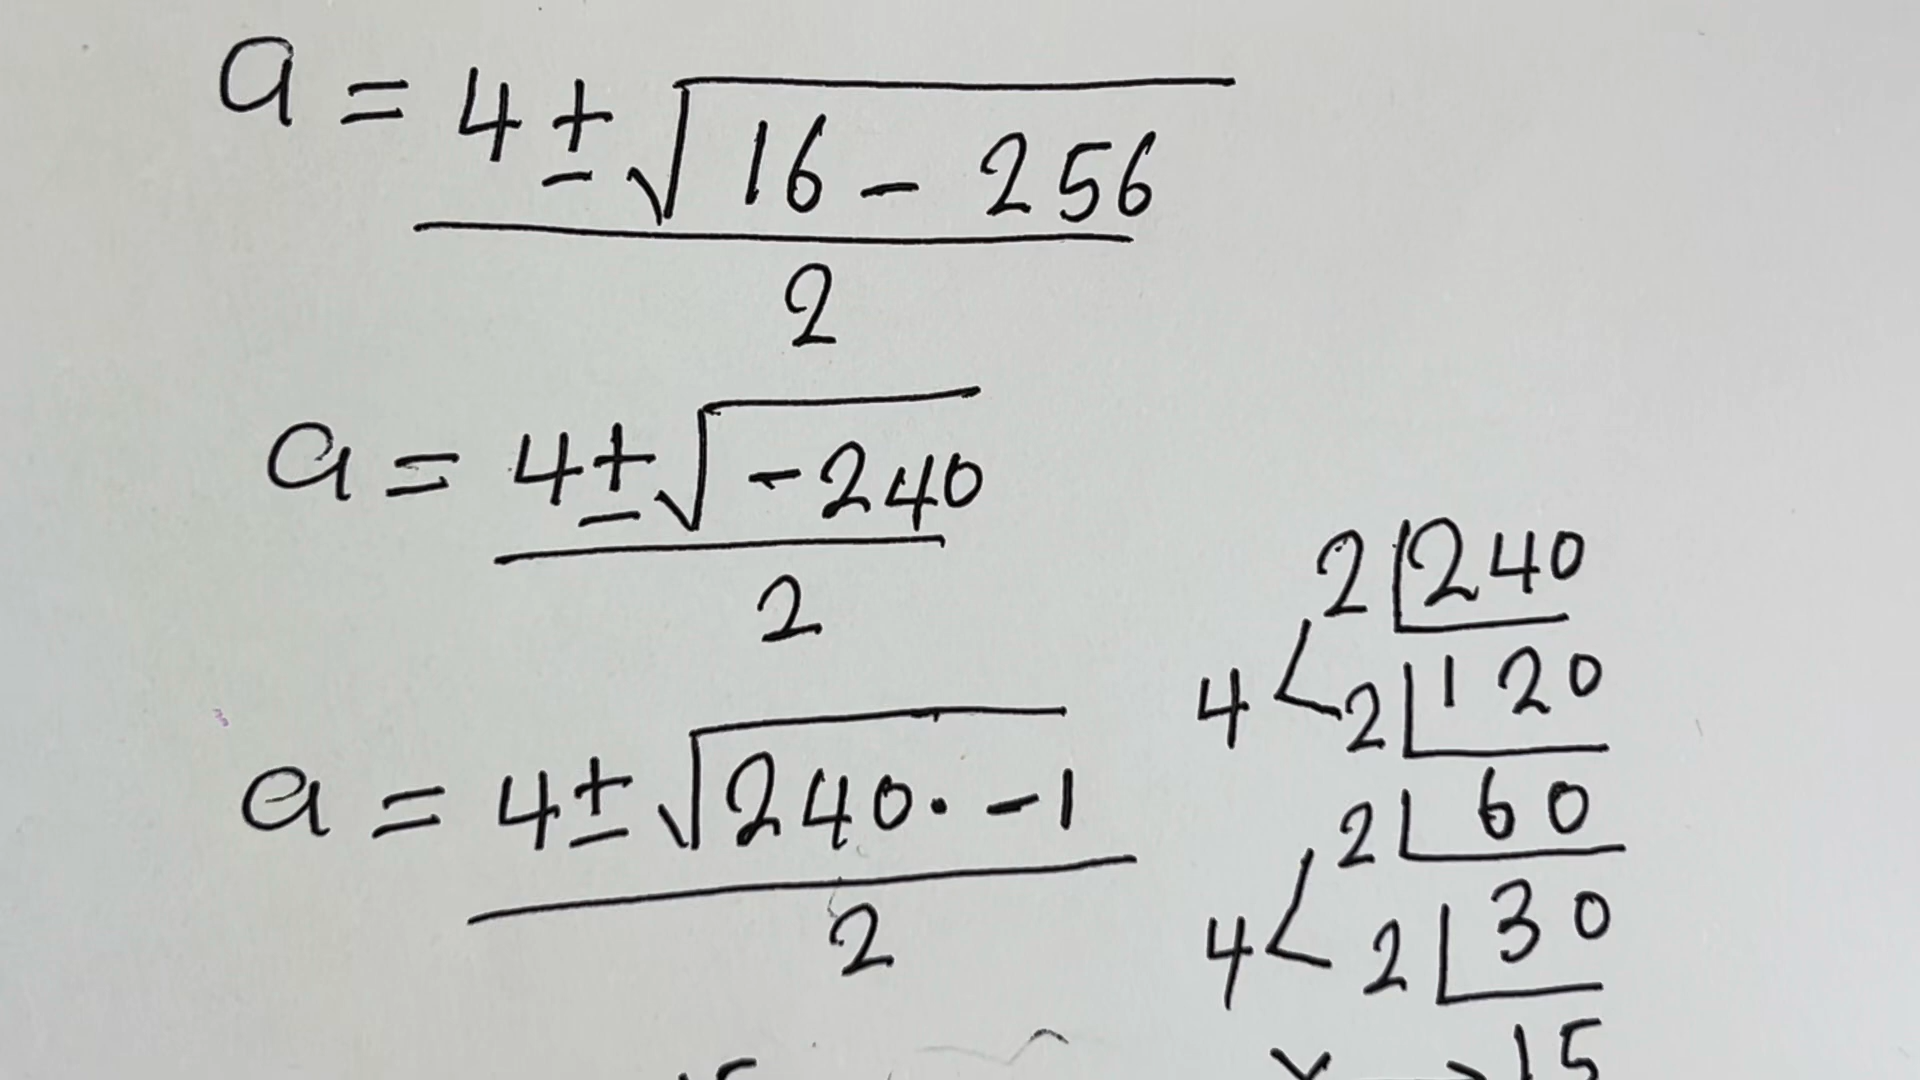 a = 4 ± √16 - 256
2
a = 4 ± √-240
2
a = 4 ± √240 · -1
2
2 | 240
4 < 2 | 120
2 | 60
4 < 2 | 30
15